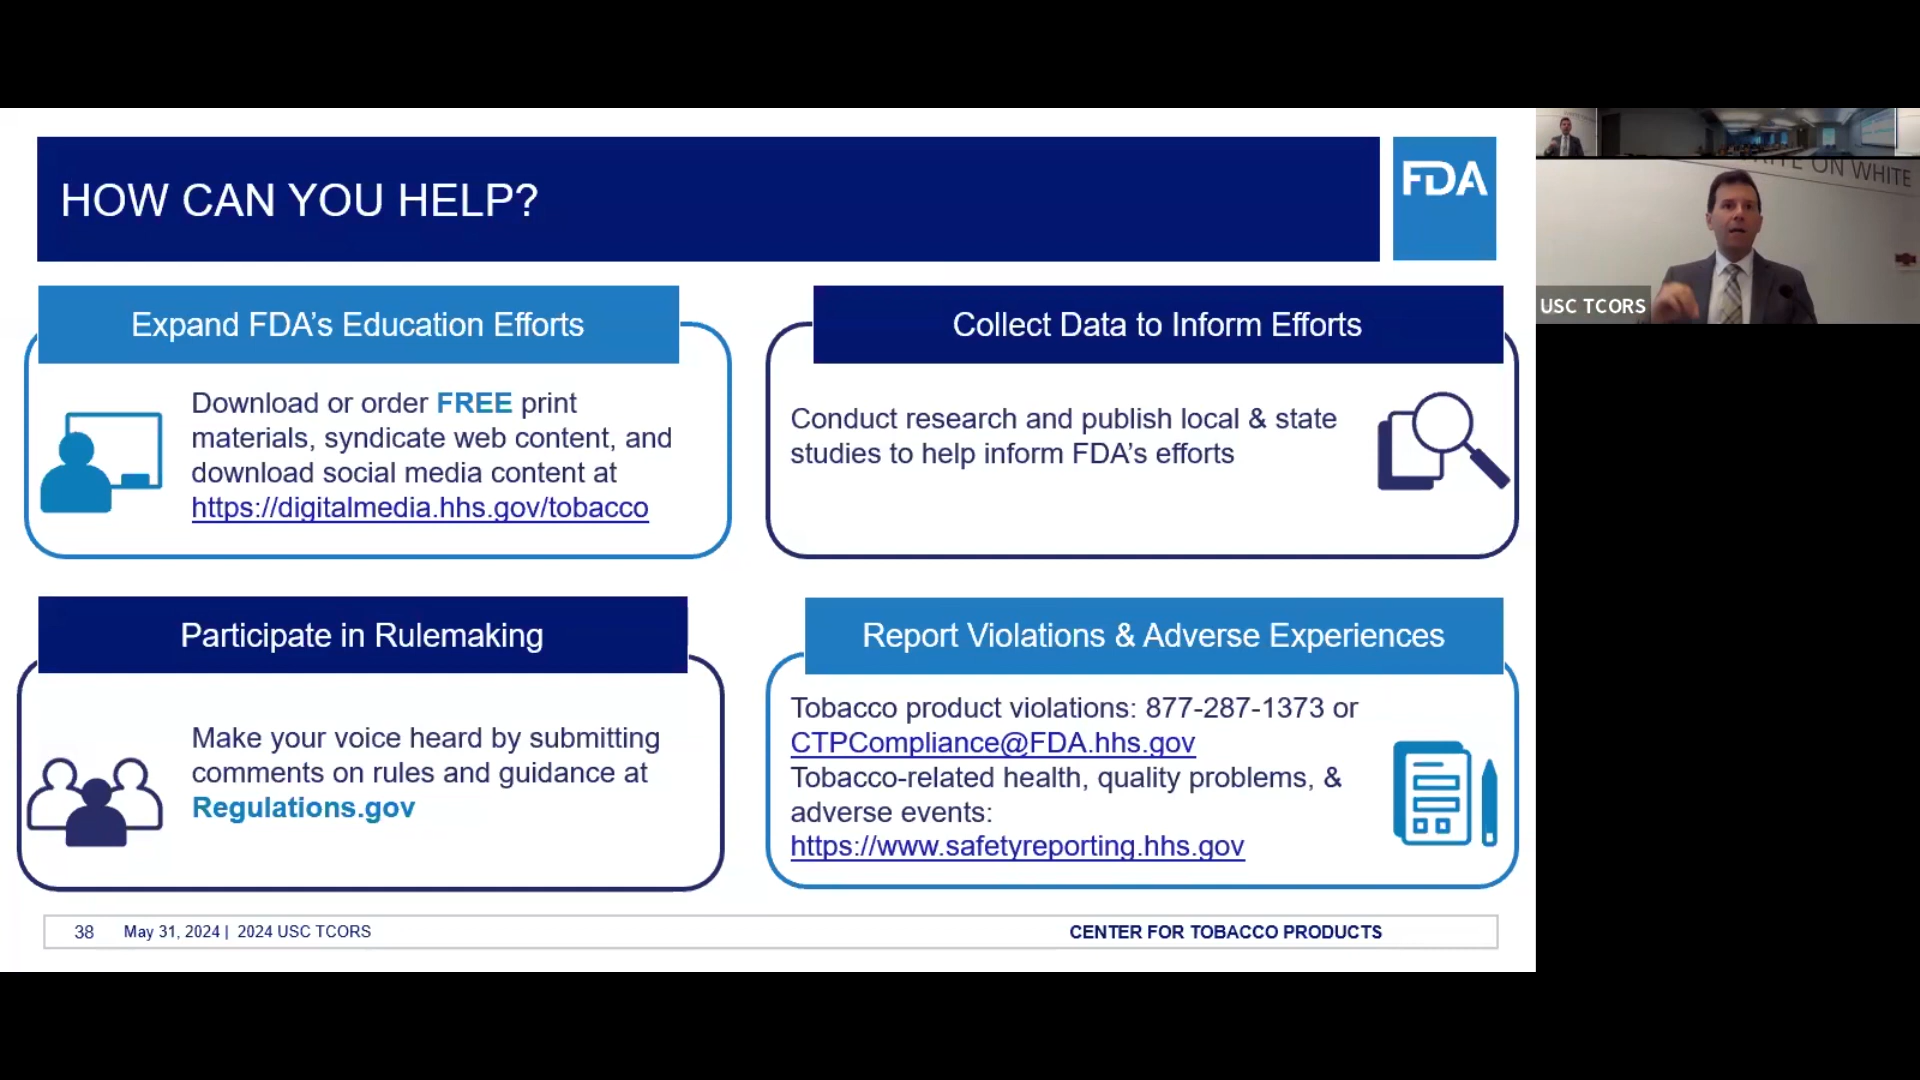 HOW CAN YOU HELP?
FDA
Expand FDA's Education Efforts
Download or order FREE print
materials, syndicate web content, and
download social media content at
https://digitalmedia.hhs.gov/tobacco
Collect Data to Inform Efforts
Conduct research and publish local & state
studies to help inform FDA's efforts
Participate in Rulemaking
Make your voice heard by submitting
comments on rules and guidance at
Regulations.gov
Report Violations & Adverse Experiences
Tobacco product violations: 877-287-1373 or
CTPCompliance@FDA.hhs.gov
Tobacco-related health, quality problems, &
adverse events:
https://www.safetyreporting.hhs.gov
38 May 31, 2024 | 2024 USC TCORS
CENTER FOR TOBACCO PRODUCTS
ON WHITE
USC TCORS